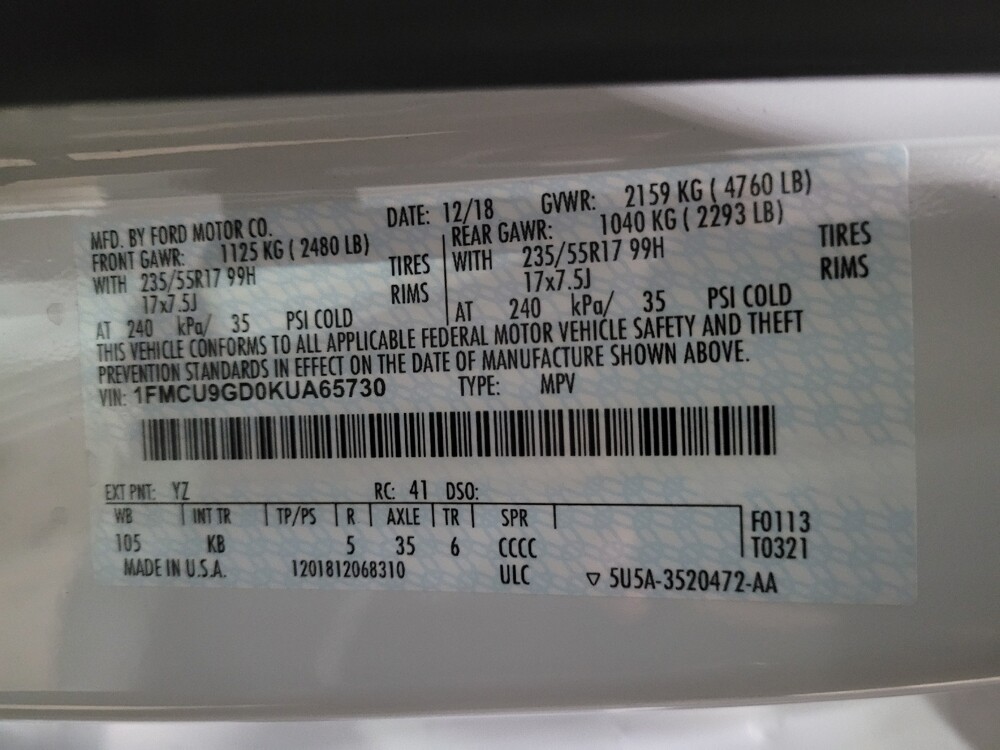 MFD. BY FORD MOTOR CO. DATE: 12/18 GVWR: 2159 KG ( 4760 LB)
FRONT GAWR: 1125 KG ( 2480 LB) REAR GAWR: 1040 KG ( 2293 LB)
WITH 235/55R17 99H TIRES WITH 235/55R17 99H TIRES
17x7.5J RIMS 17x7.5J RIMS
AT 240 kPa/ 35 PSI COLD AT 240 kPa/ 35 PSI COLD
THIS VEHICLE CONFORMS TO ALL APPLICABLE FEDERAL MOTOR VEHICLE SAFETY AND THEFT
PREVENTION STANDARDS IN EFFECT ON THE DATE OF MANUFACTURE SHOWN ABOVE.
VIN: 1FMCU9GD0KUA65730 TYPE: MPV
EXT PNT: YZ RC: 41 DSO:
WB INT TR TP/PS R AXLE TR SPR F0113
105 KB 5 35 6 CCCC T0321
MADE IN U.S.A. 1201812068310 ULC ▽ 5U5A-3520472-AA